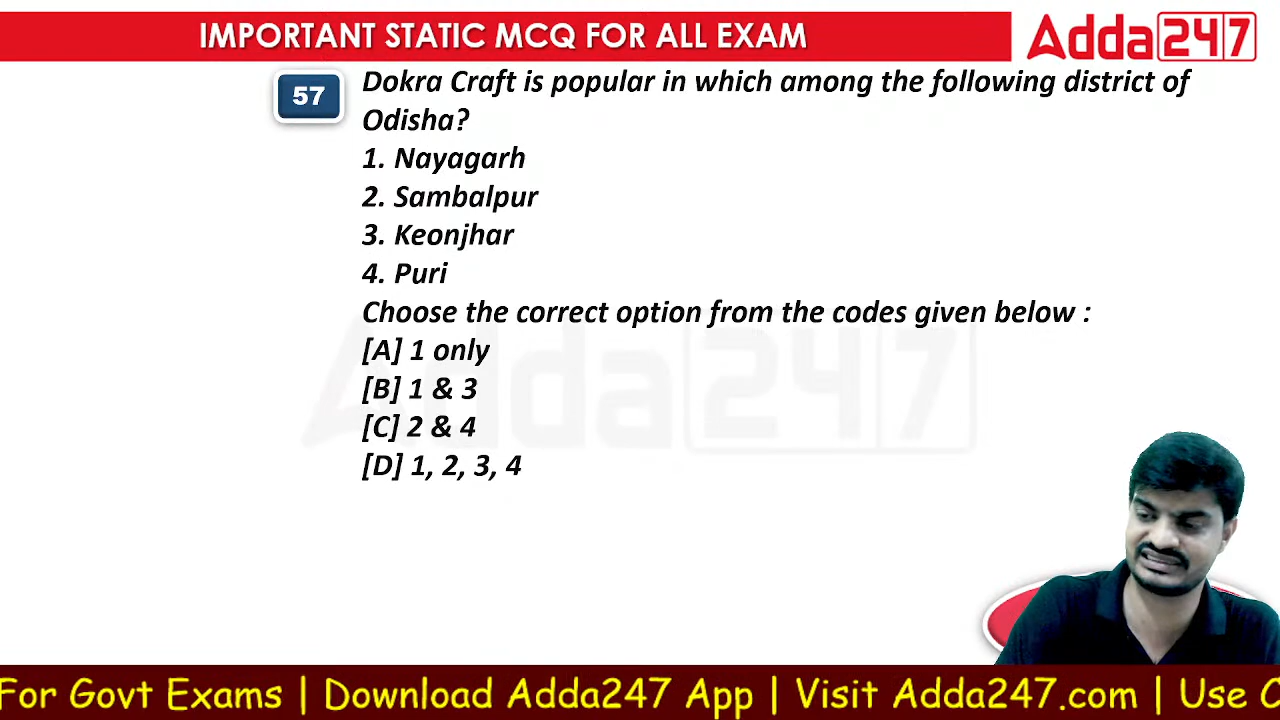 IMPORTANT STATIC MCQ FOR ALL EXAM
Adda247
57
Dokra Craft is popular in which among the following district of
Odisha?
1. Nayagarh
2. Sambalpur
3. Keonjhar
4. Puri
Choose the correct option from the codes given below :
[A] 1 only
[B] 1 & 3
[C] 2 & 4
[D] 1, 2, 3, 4
Adda247
For Govt Exams | Download Adda247 App | Visit Adda247.com | Use